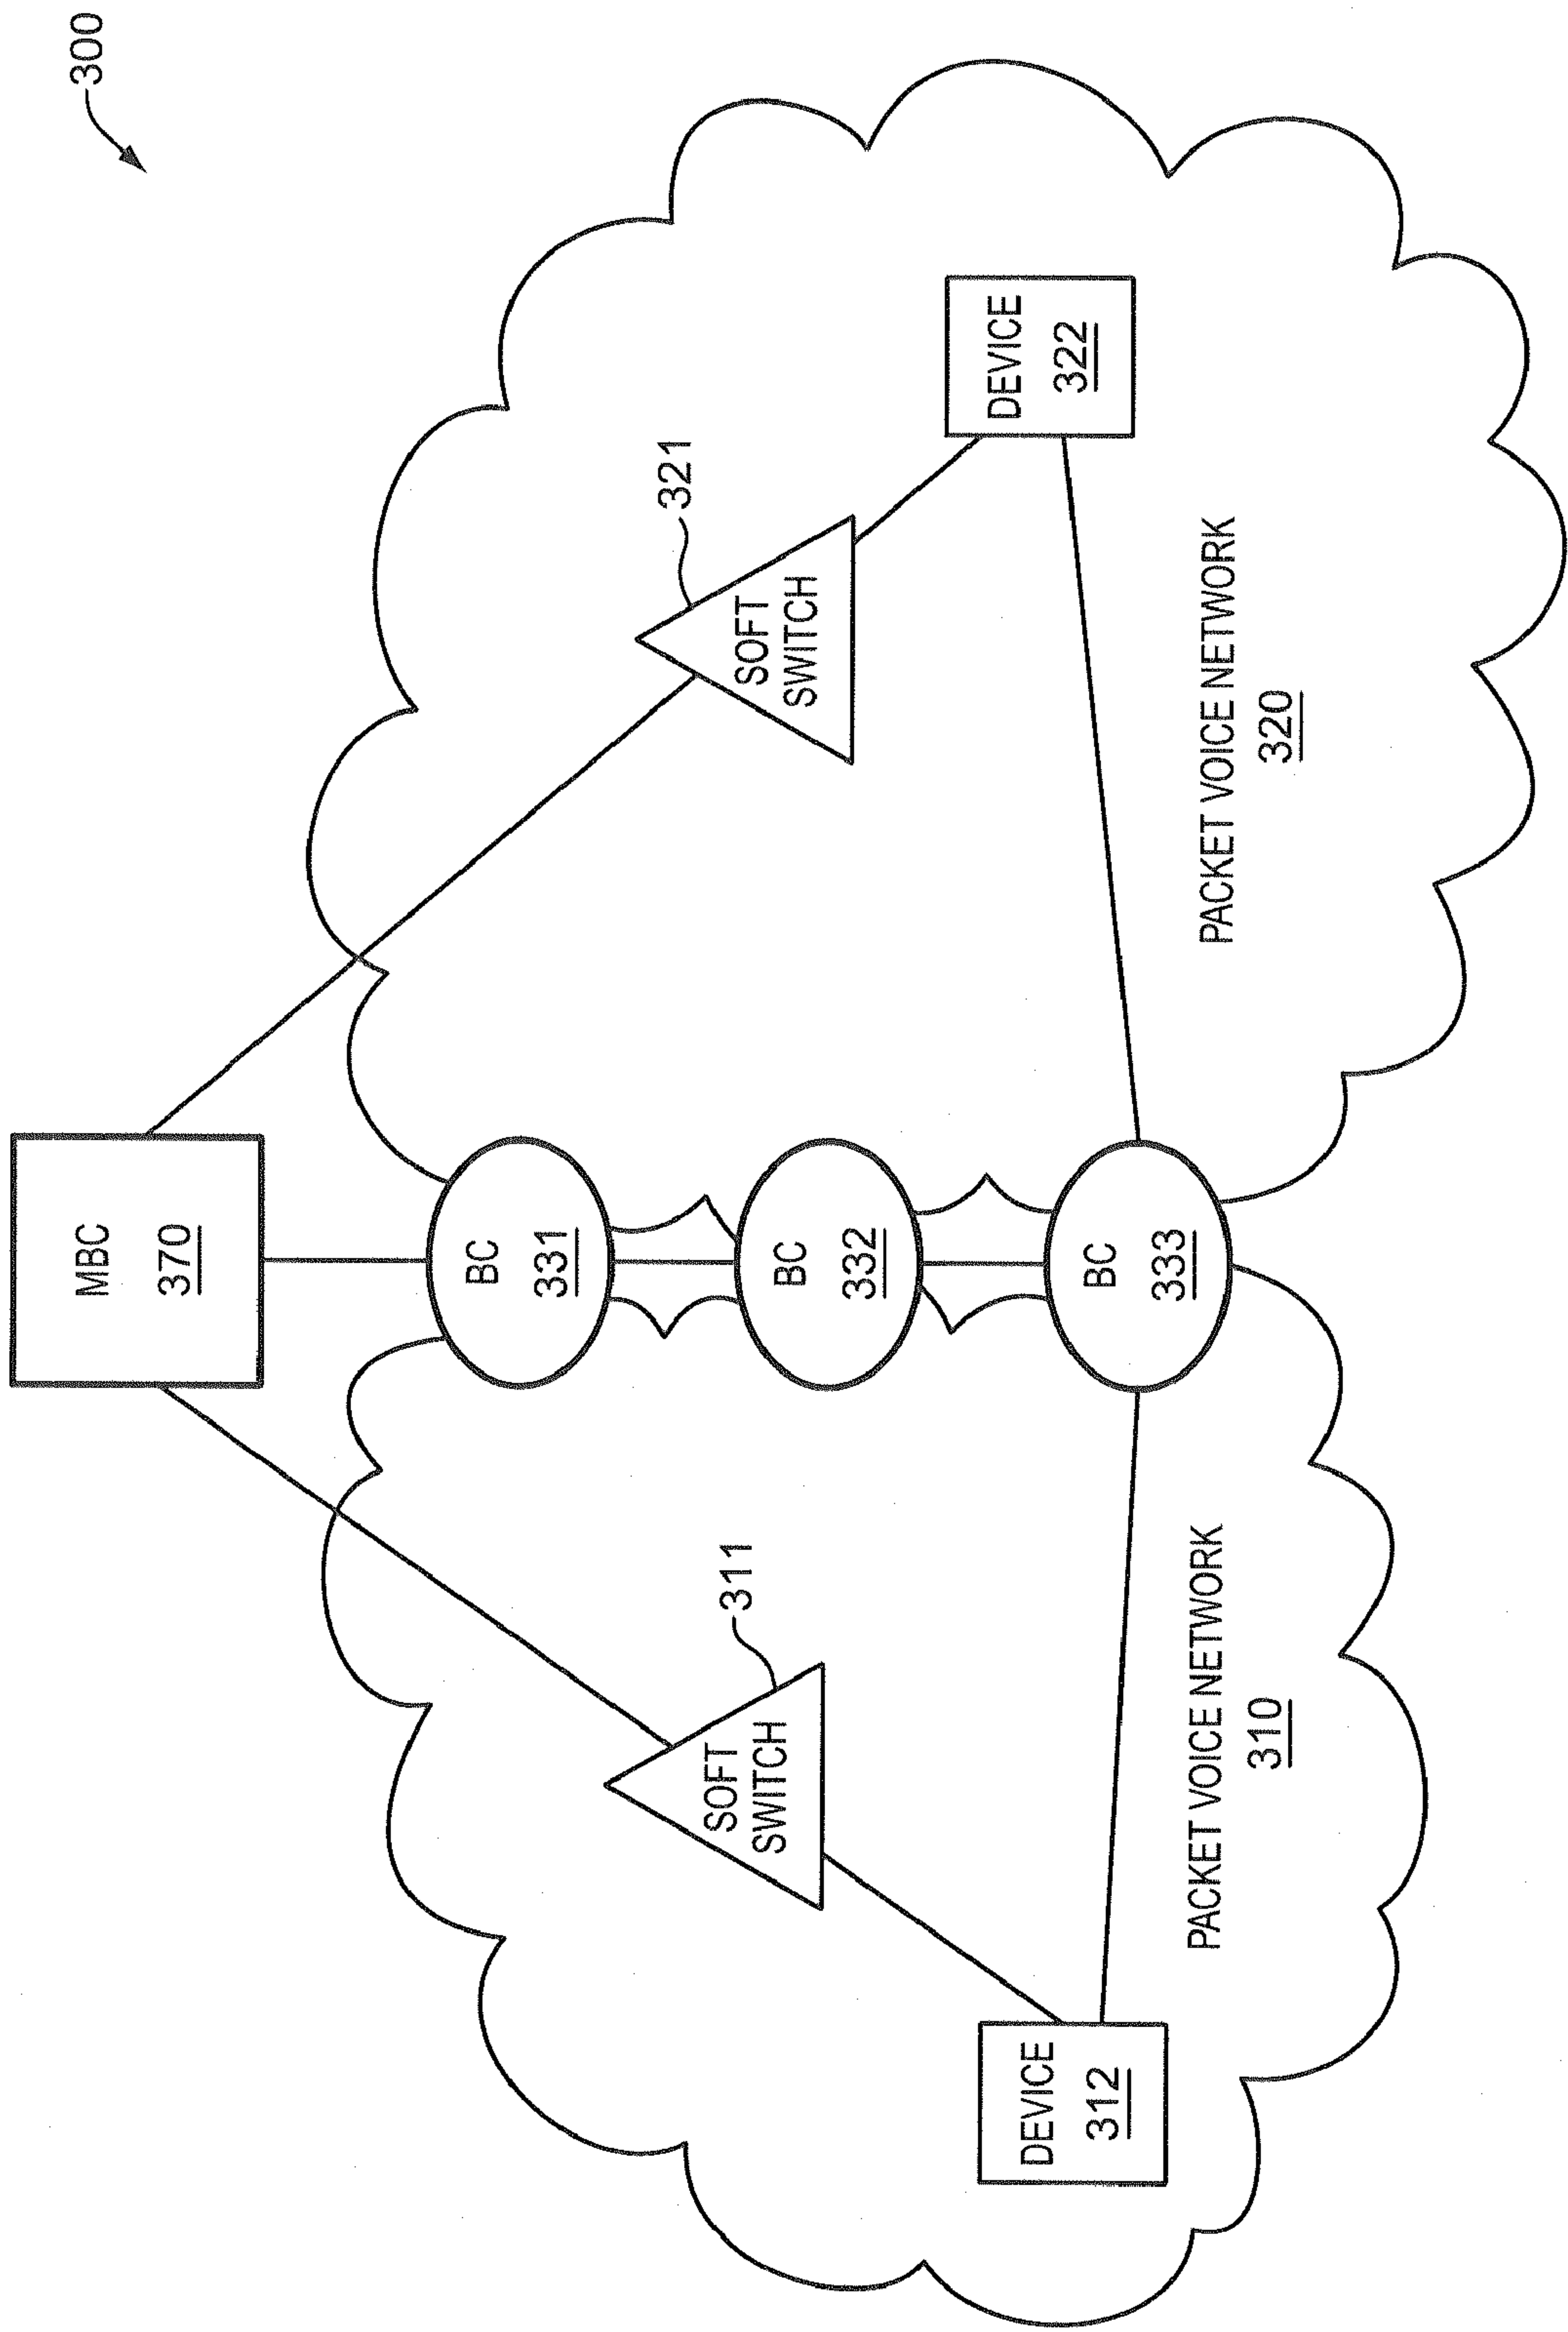 300
MBC
370
BC
331
BC
332
BC
333
SOFT
SWITCH
311
SOFT
SWITCH
321
DEVICE
312
DEVICE
322
PACKET VOICE NETWORK
310
PACKET VOICE NETWORK
320